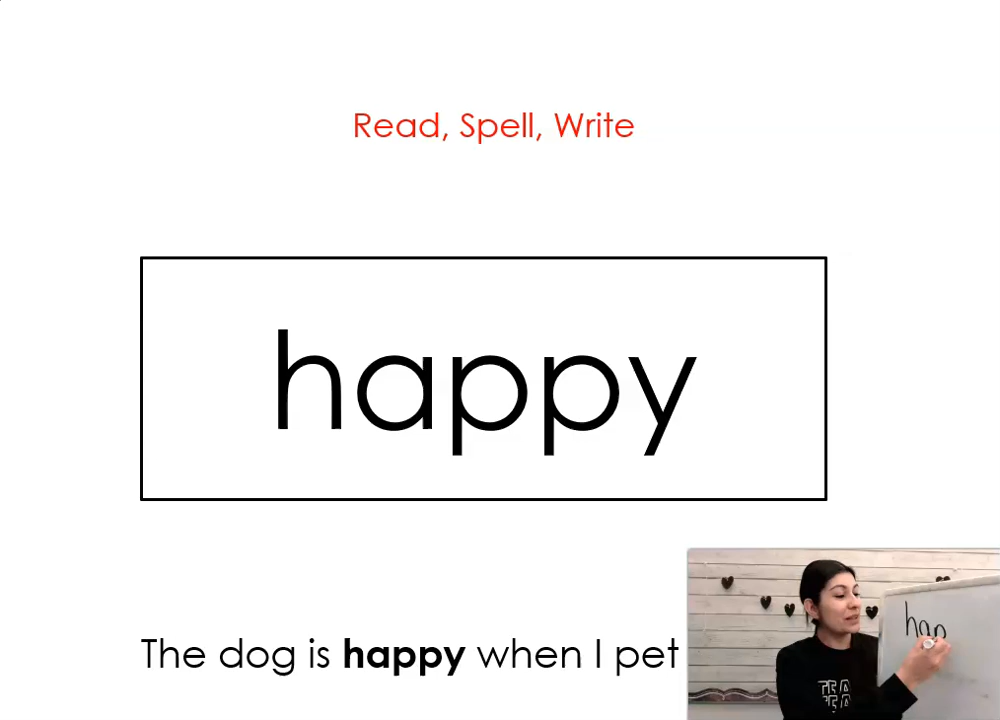 Read, Spell, Write
happy
The dog is happy when I pet
hap